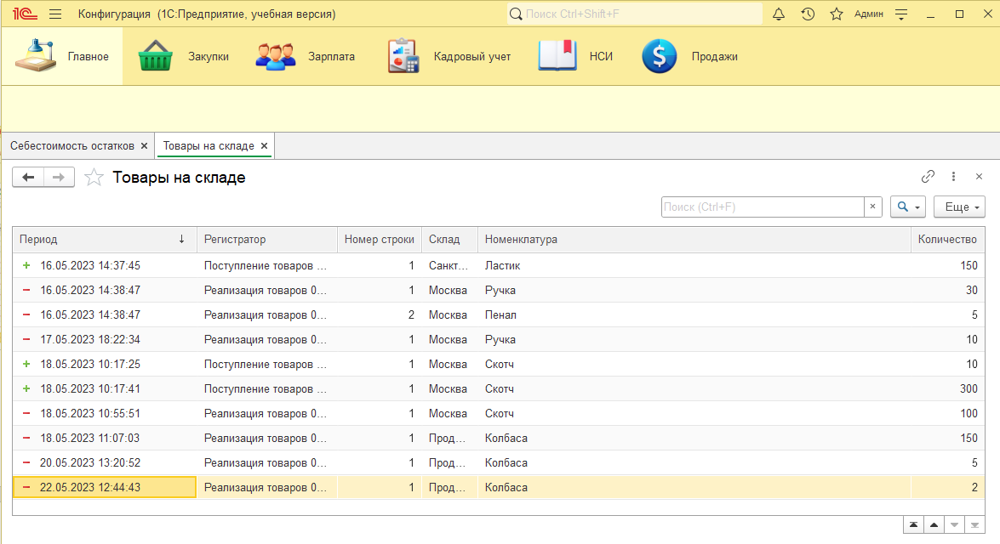 1С Конфигурация (1С:Предприятие, учебная версия) Поиск Ctrl+Shift+F Админ
Главное Закупки Зарплата Кадровый учет НСИ Продажи
Себестоимость остатков × Товары на складе ×
Товары на складе
Поиск (Ctrl+F) × Еще
Период ↓ Регистратор Номер строки Склад Номенклатура Количество
+ 16.05.2023 14:37:45 Поступление товаров ... 1 Санкт... Ластик 150
− 16.05.2023 14:38:47 Реализация товаров 0... 1 Москва Ручка 30
− 16.05.2023 14:38:47 Реализация товаров 0... 2 Москва Пенал 5
− 17.05.2023 18:22:34 Реализация товаров 0... 1 Москва Ручка 10
+ 18.05.2023 10:17:25 Поступление товаров ... 1 Москва Скотч 10
+ 18.05.2023 10:17:41 Поступление товаров ... 1 Москва Скотч 300
− 18.05.2023 10:55:51 Реализация товаров 0... 1 Москва Скотч 100
− 18.05.2023 11:07:03 Реализация товаров 0... 1 Прод... Колбаса 150
− 20.05.2023 13:20:52 Реализация товаров 0... 1 Прод... Колбаса 5
− 22.05.2023 12:44:43 Реализация товаров 0... 1 Прод... Колбаса 2